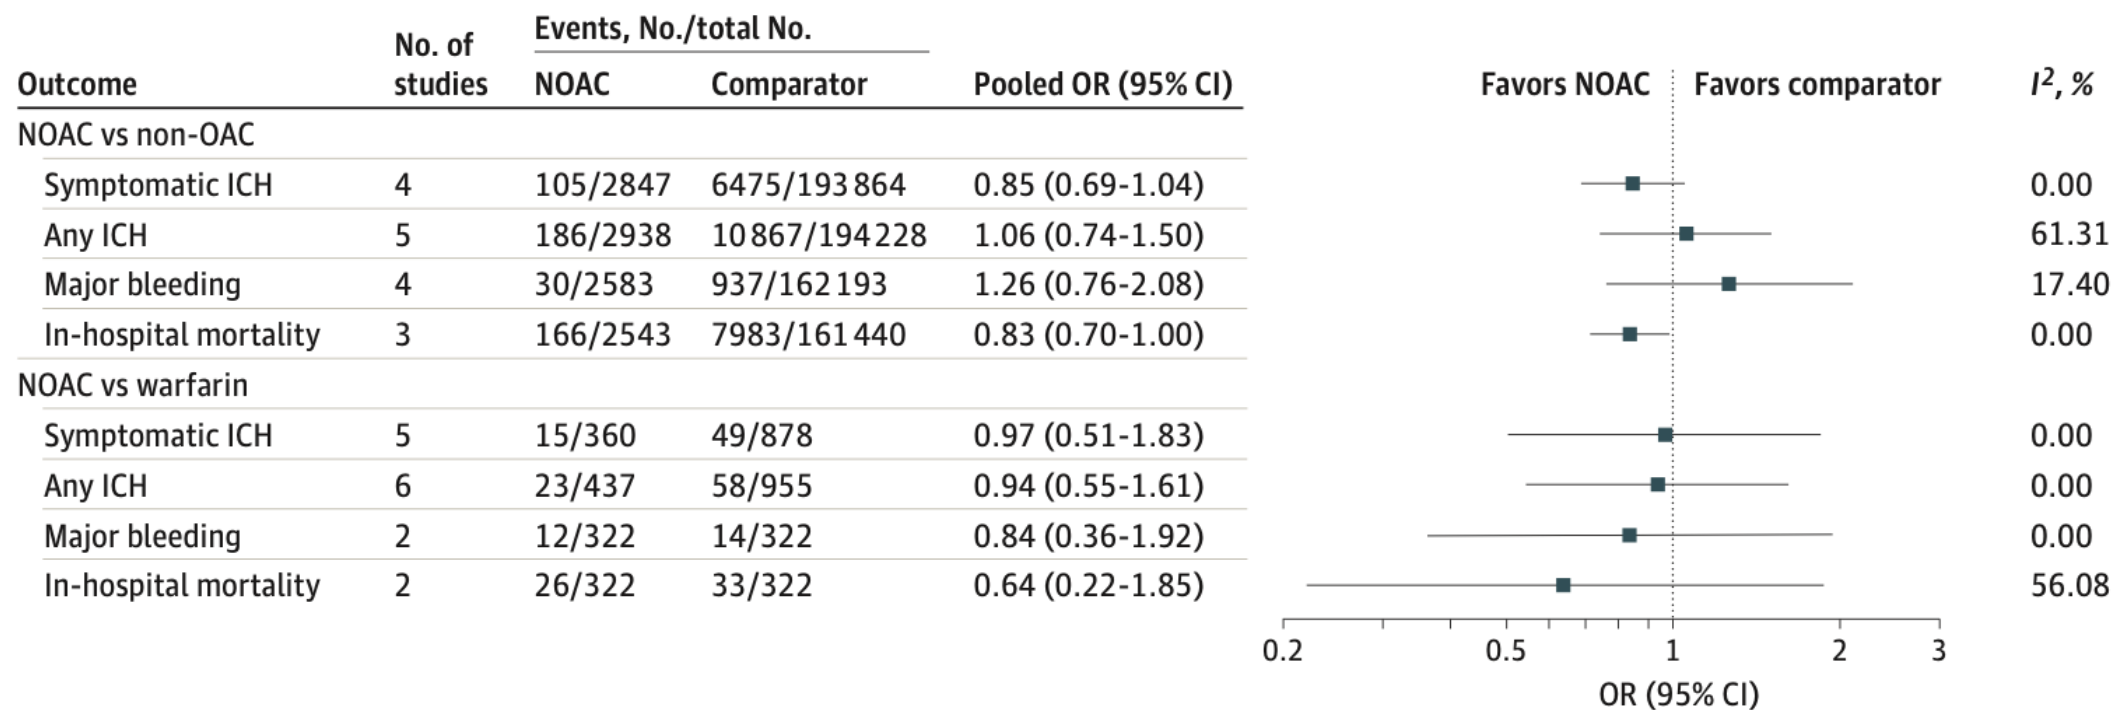 Events, No./total No.
Outcome No. of studies NOAC Comparator Pooled OR (95% CI) Favors NOAC Favors comparator I², %
NOAC vs non-OAC
Symptomatic ICH 4 105/2847 6475/193 864 0.85 (0.69-1.04) 0.00
Any ICH 5 186/2938 10 867/194 228 1.06 (0.74-1.50) 61.31
Major bleeding 4 30/2583 937/162 193 1.26 (0.76-2.08) 17.40
In-hospital mortality 3 166/2543 7983/161 440 0.83 (0.70-1.00) 0.00
NOAC vs warfarin
Symptomatic ICH 5 15/360 49/878 0.97 (0.51-1.83) 0.00
Any ICH 6 23/437 58/955 0.94 (0.55-1.61) 0.00
Major bleeding 2 12/322 14/322 0.84 (0.36-1.92) 0.00
In-hospital mortality 2 26/322 33/322 0.64 (0.22-1.85) 56.08
0.2 0.5 1 2 3
OR (95% CI)